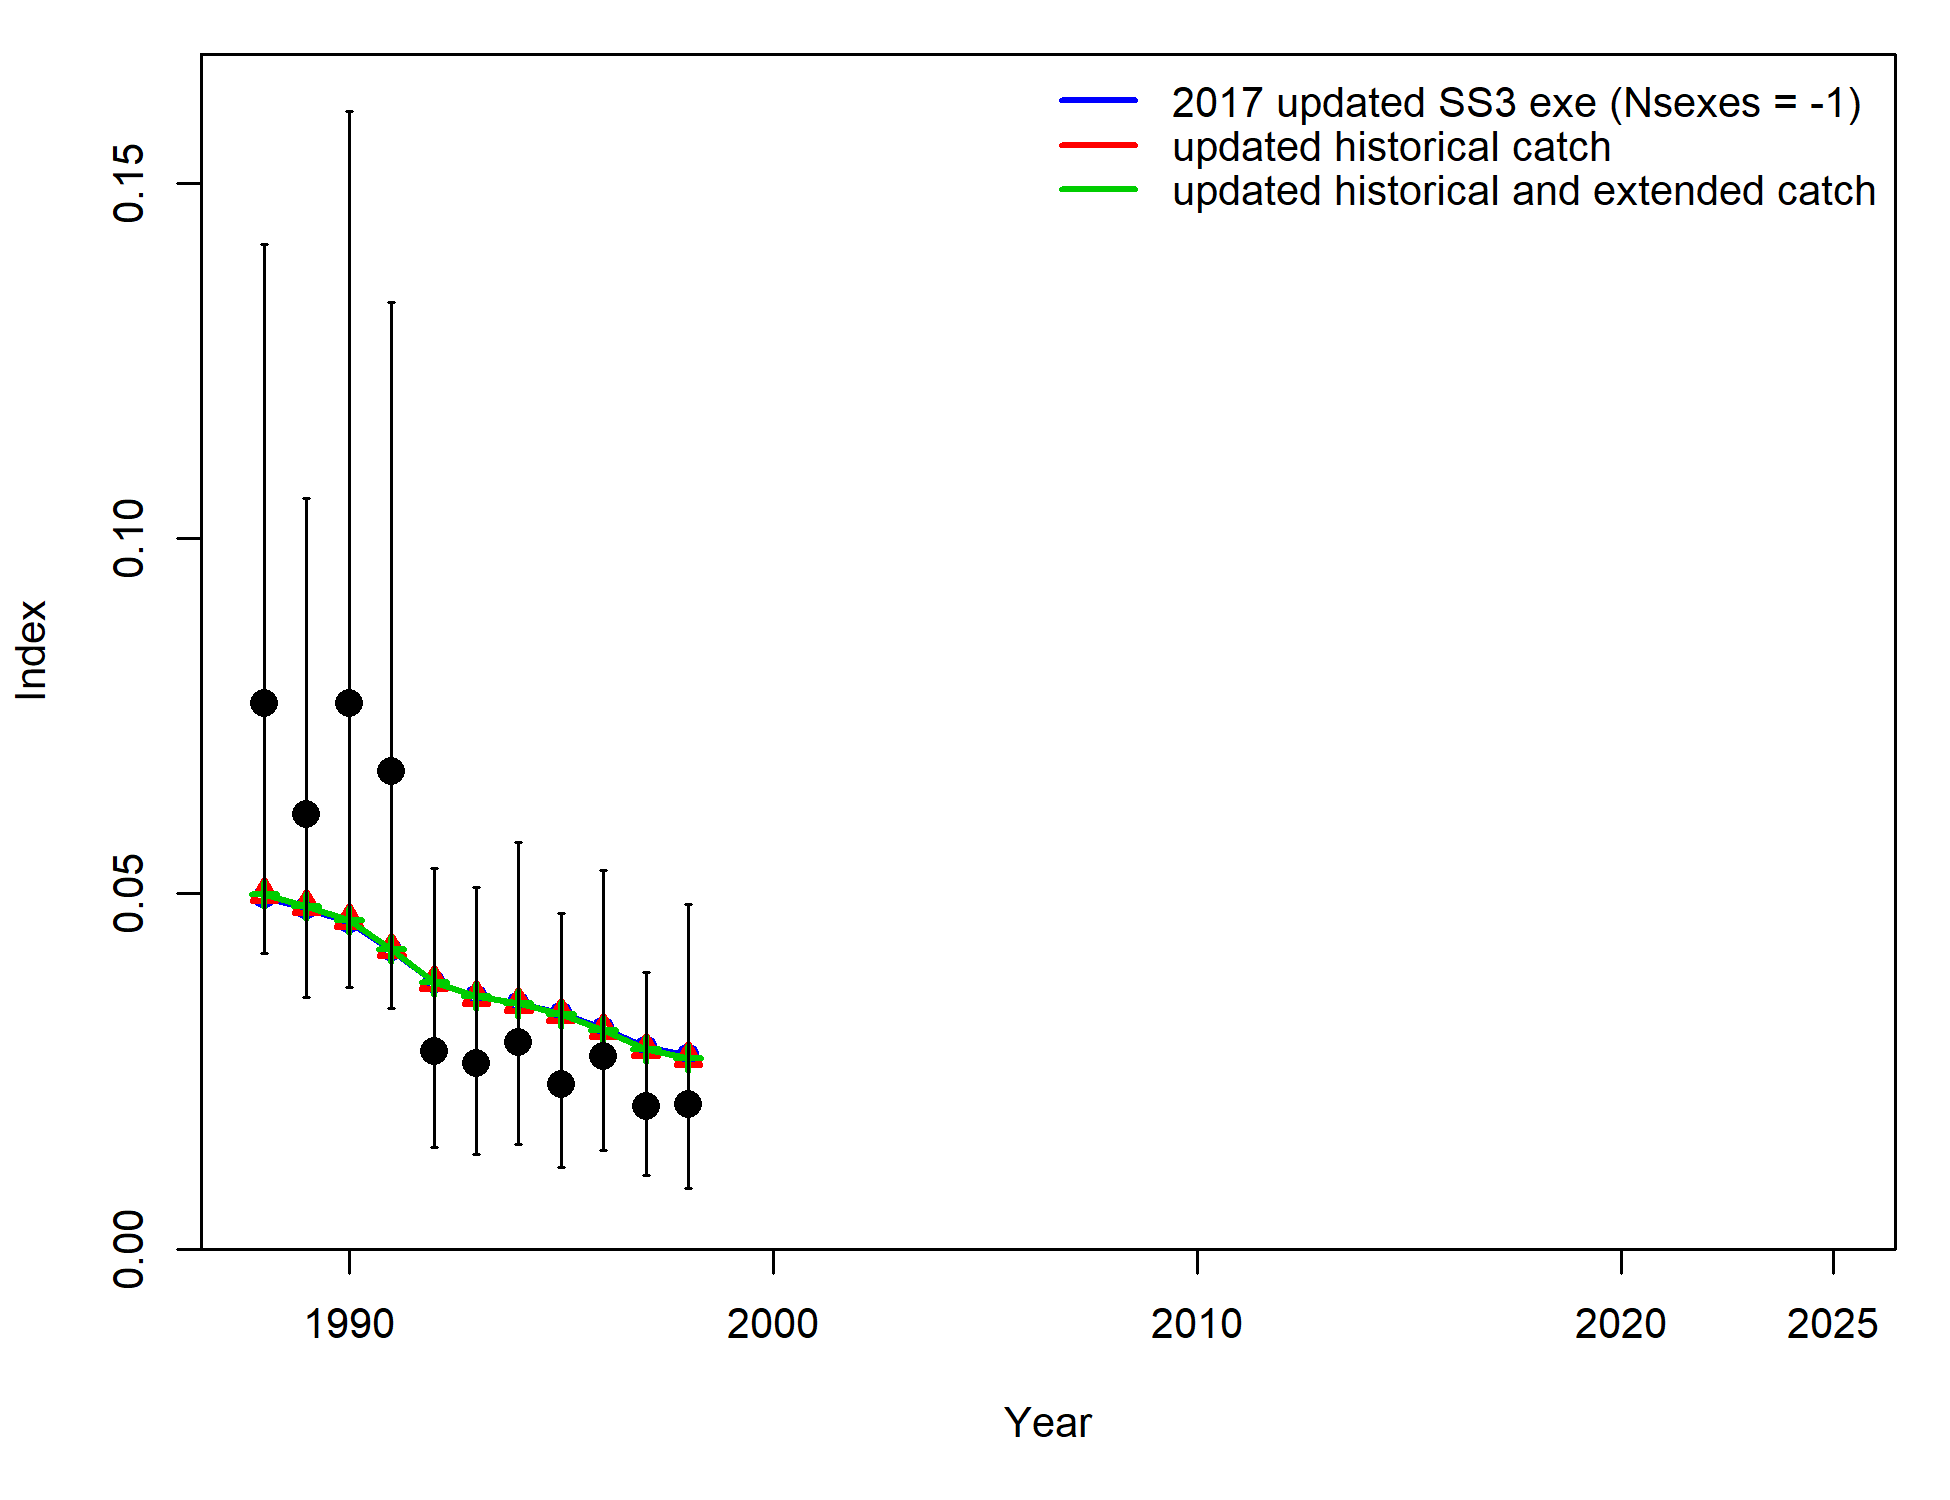 2017 updated SS3 exe (Nsexes = -1)
updated historical catch
updated historical and extended catch
0.15
0.10
0.05
0.00
Index
1990 2000 2010 2020 2025
Year